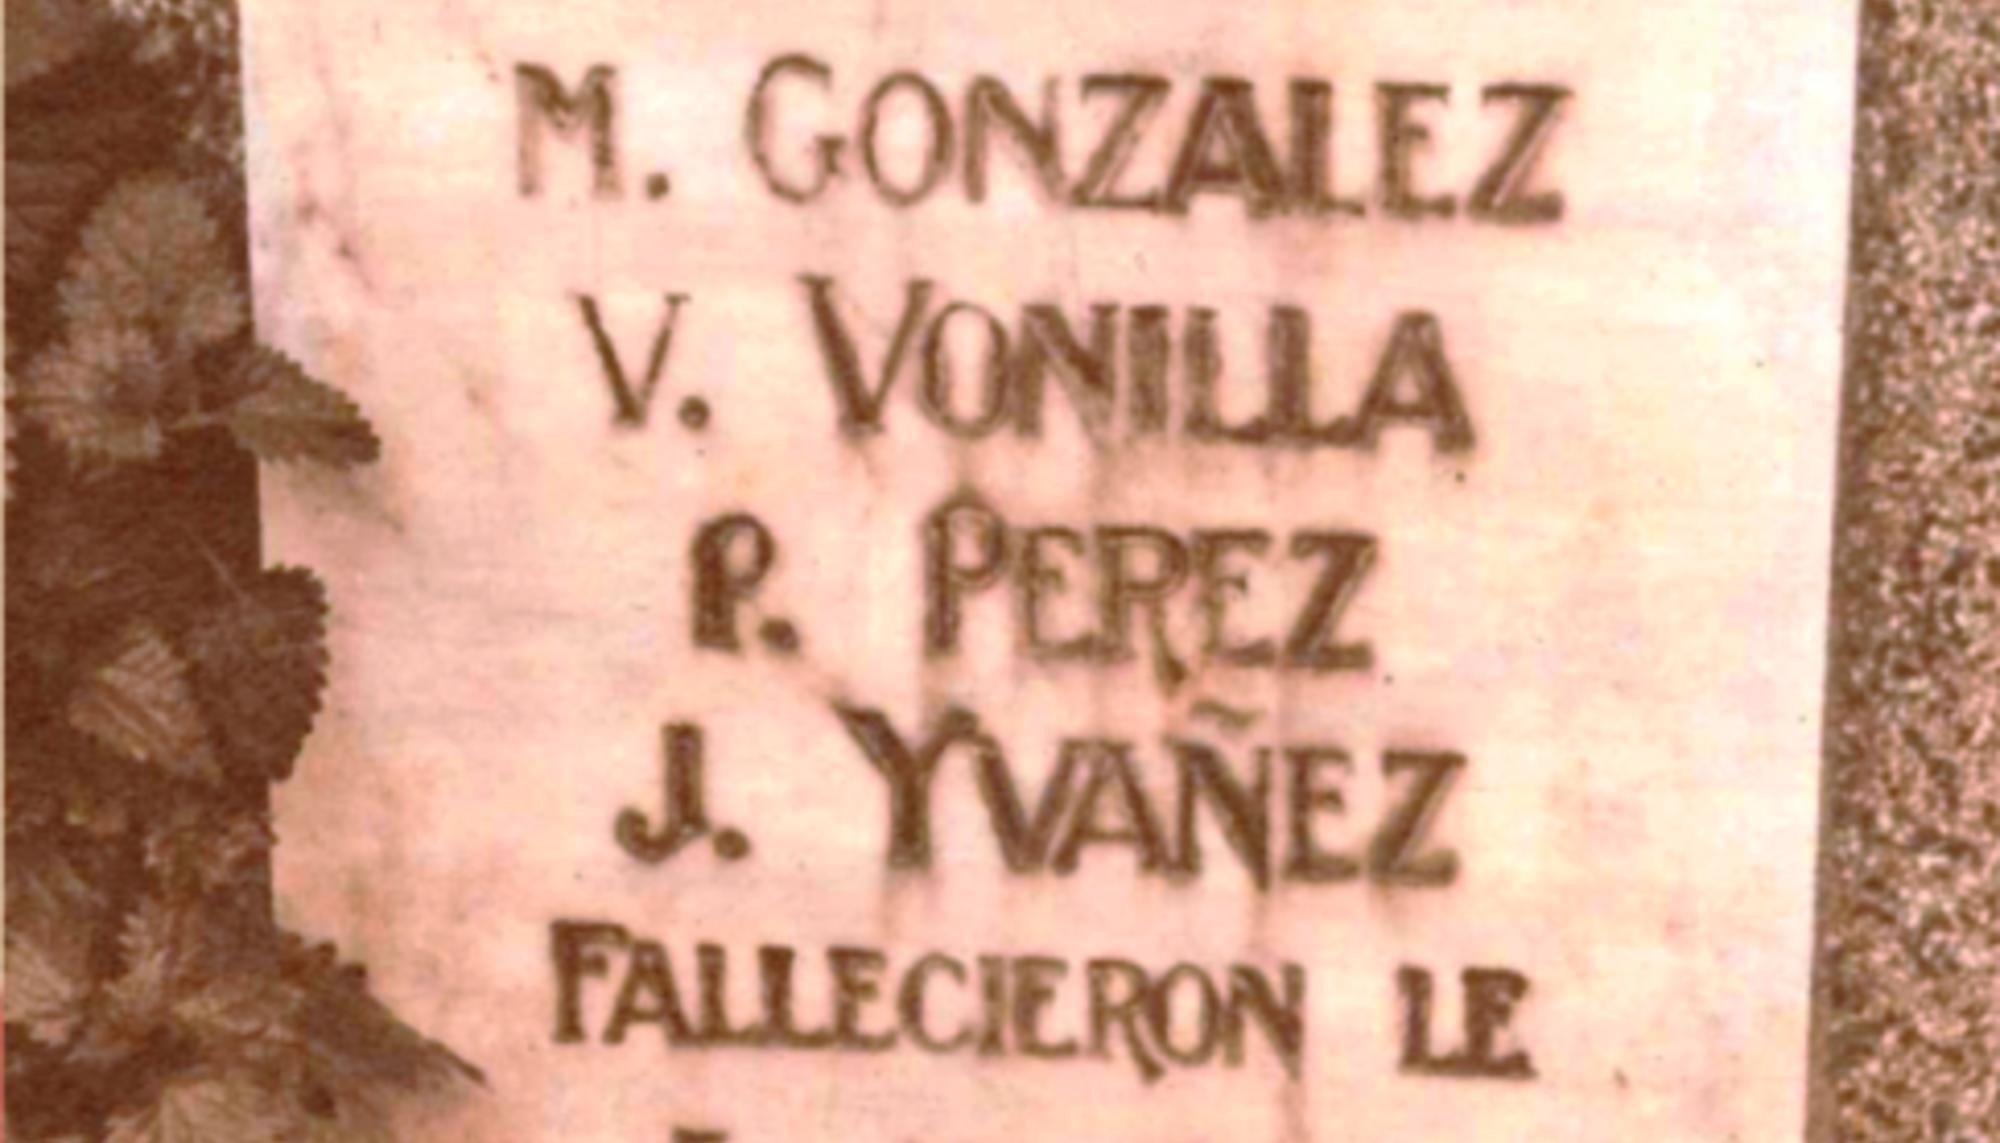 M. GONZALEZ
V. VONILLA
P. PEREZ
J. YVAÑEZ
FALLECIERON LE